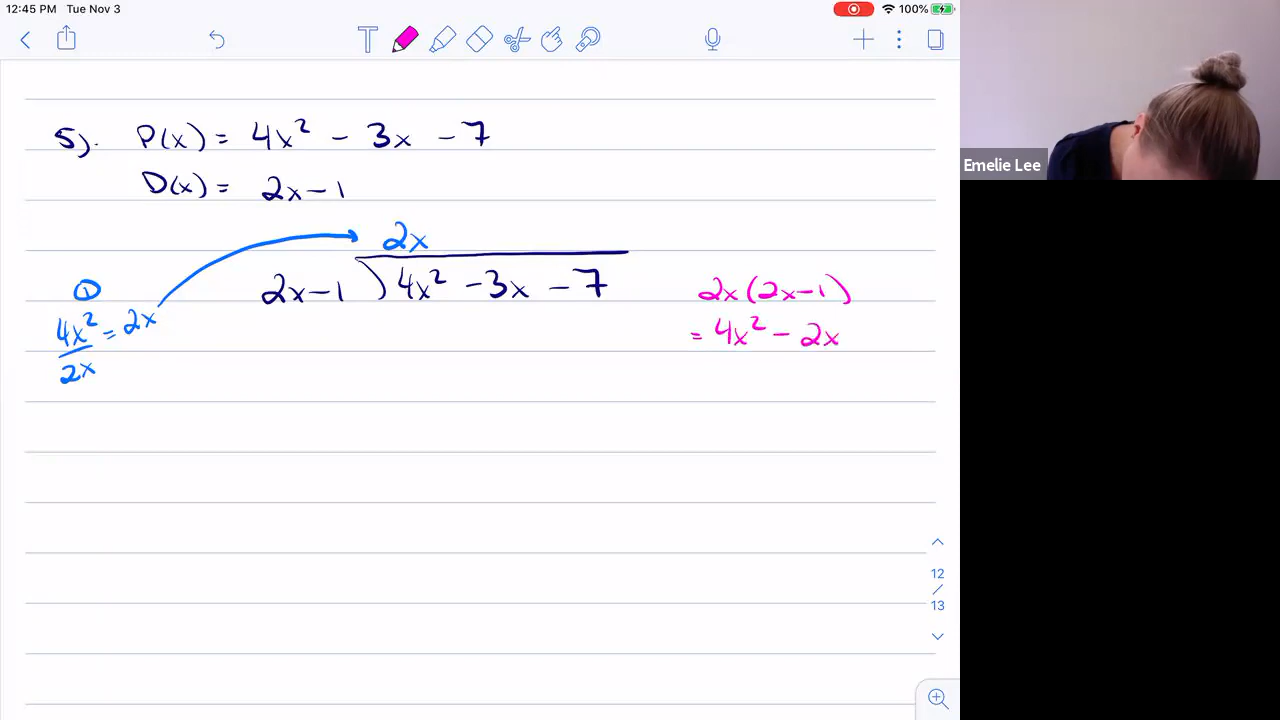 12:45 PM Tue Nov 3
100%
T
5). P(x) = 4x² - 3x - 7
D(x) = 2x - 1
2x
2x - 1 ) 4x² - 3x - 7
①
4x²/2x = 2x
2x(2x - 1)
= 4x² - 2x
12
/
13
Emelie Lee